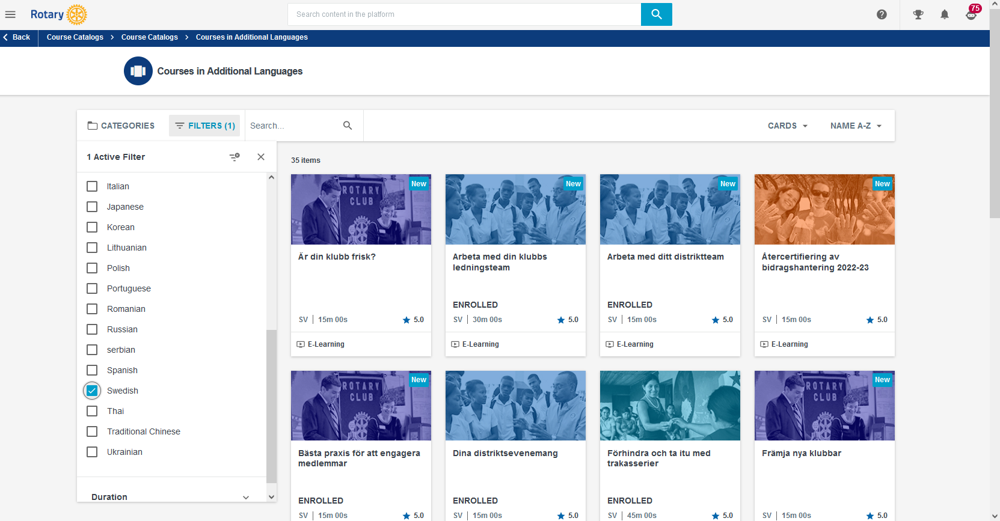 Rotary
Search content in the platform
75
Back
Course Catalogs
Course Catalogs
Courses in Additional Languages
Courses in Additional Languages
CATEGORIES
FILTERS (1)
Search...
CARDS
NAME A-Z
1 Active Filter
Italian
Japanese
Korean
Lithuanian
Polish
Portuguese
Romanian
Russian
serbian
Spanish
Swedish
Thai
Traditional Chinese
Ukrainian
Duration
35 items
New
ROTARY
CLUB
Är din klubb frisk?
SV | 15m 00s
5.0
E-Learning
New
Arbeta med din klubbs
ledningsteam
ENROLLED
SV | 30m 00s
5.0
E-Learning
New
Arbeta med ditt distriktteam
ENROLLED
SV | 15m 00s
5.0
E-Learning
New
Återcertifiering av
bidragshantering 2022-23
SV | 15m 00s
5.0
E-Learning
New
ROTARY
CLUB
Bästa praxis för att engagera
medlemmar
ENROLLED
SV | 15m 00s
5.0
Dina distriktsevenemang
ENROLLED
SV | 15m 00s
5.0
Förhindra och ta itu med
trakasserier
ENROLLED
SV | 45m 00s
5.0
New
ROTARY
CLUB
Främja nya klubbar
SV | 15m 00s
5.0